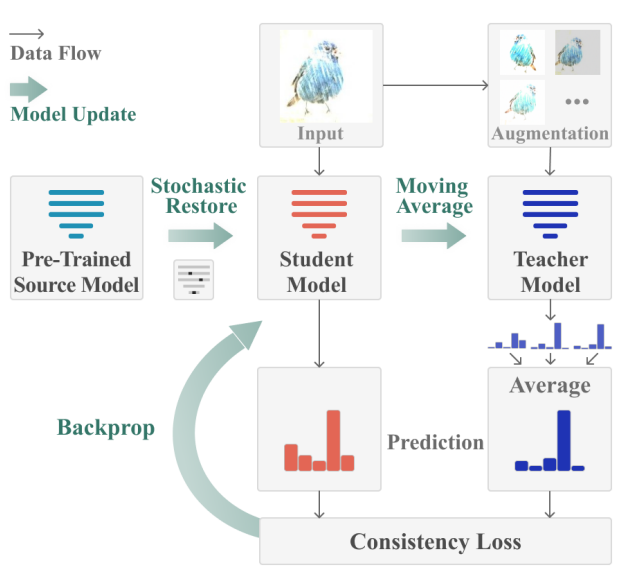 Data Flow
Model Update
Input
Augmentation
Stochastic
Restore
Moving
Average
Pre-Trained
Source Model
Student
Model
Teacher
Model
Backprop
Average
Prediction
Consistency Loss